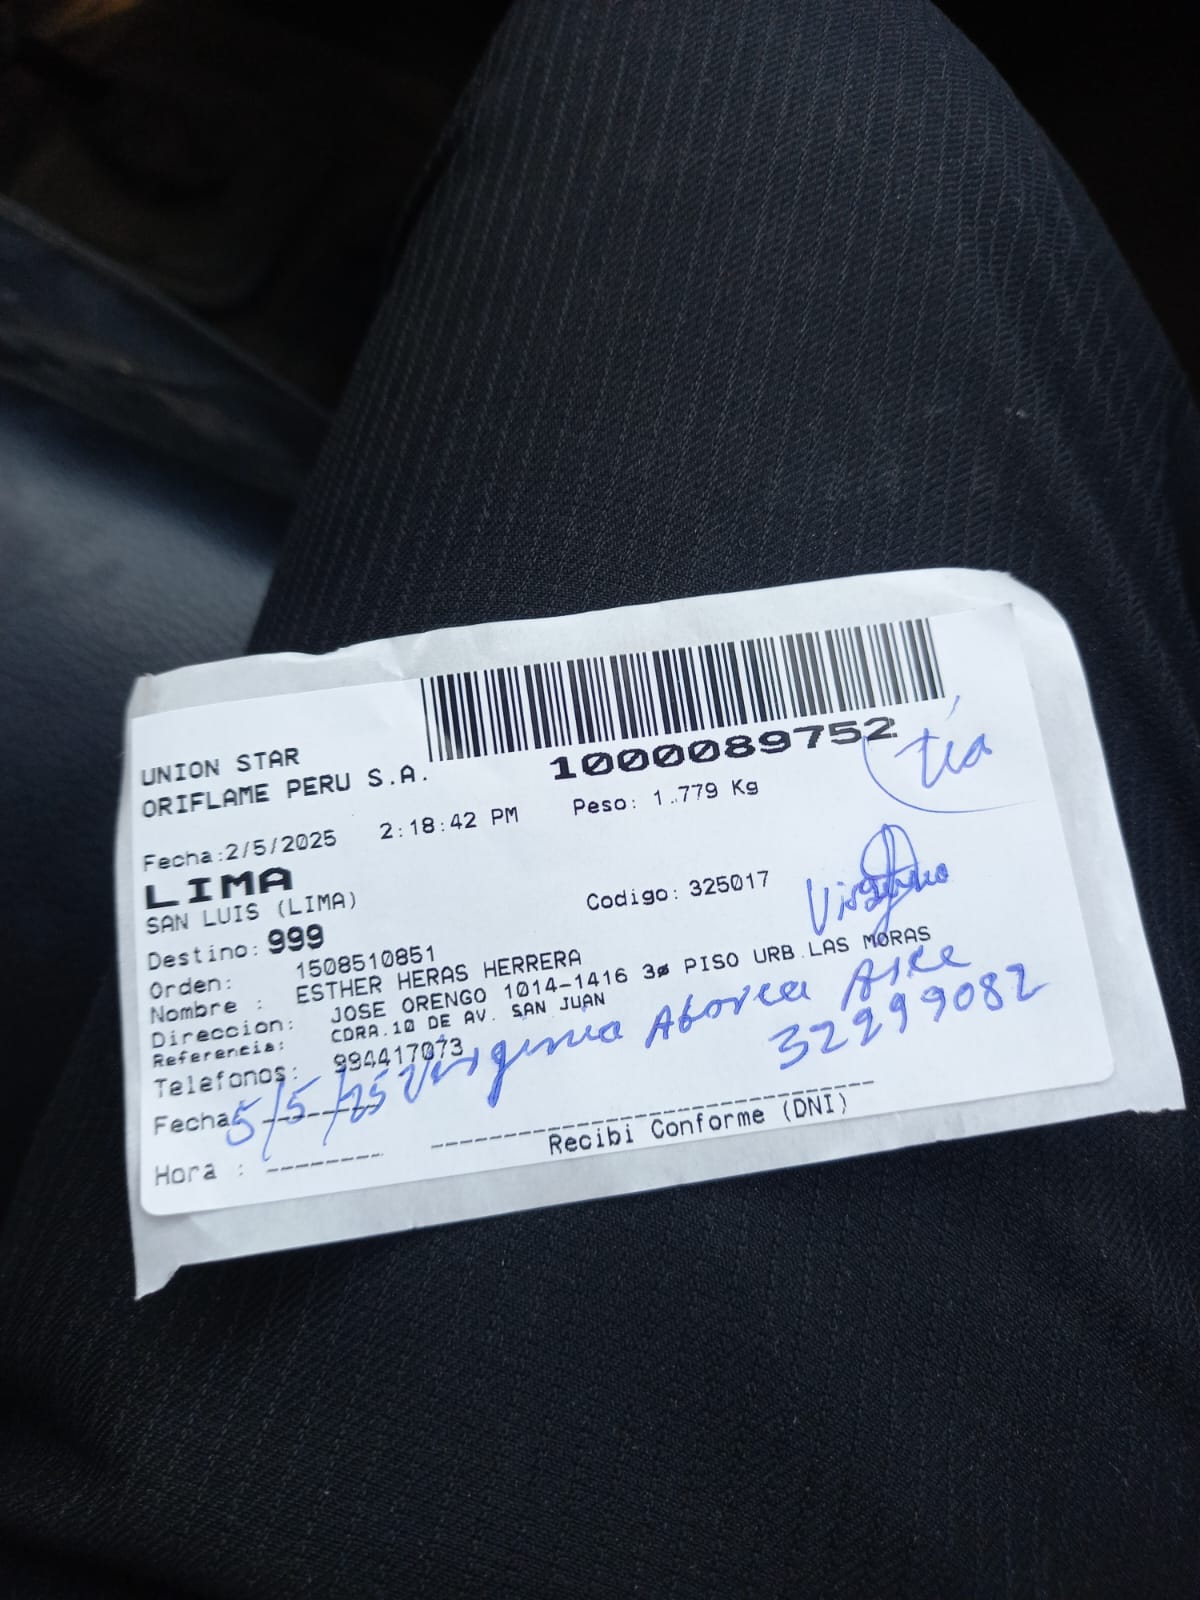 1000089752
UNION STAR
ORIFLAME PERU S.A.
tía
Fecha:2/5/2025 2:18:42 PM Peso: 1.779 Kg
LIMA
SAN LUIS (LIMA) Codigo: 325017
Destino: 999
Orden: 1508510851
Nombre : ESTHER HERAS HERRERA
Direccion: JOSE ORENGO 1014-1416 3ø PISO URB.LAS MORAS
Referencia: CDRA.10 DE AV. SAN JUAN
Telefonos: 994417073
Virginia
32299082
Fecha 5/5/25
Hora :
Recibi Conforme (DNI)